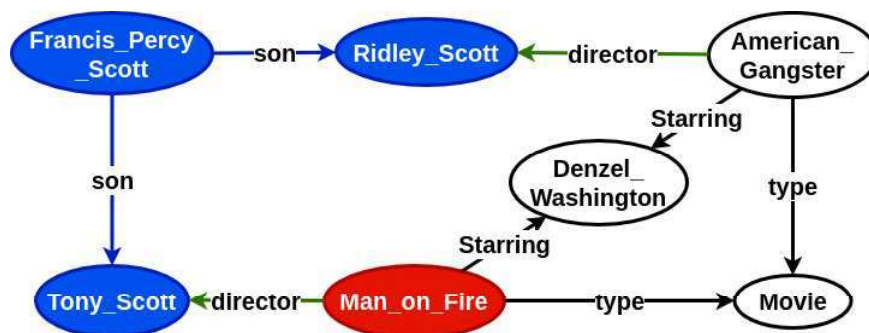 Francis_Percy
_Scott
son
Ridley_Scott
director
American_
Gangster
Starring
Denzel_
Washington
son
type
Starring
Tony_Scott
director
Man_on_Fire
type
Movie